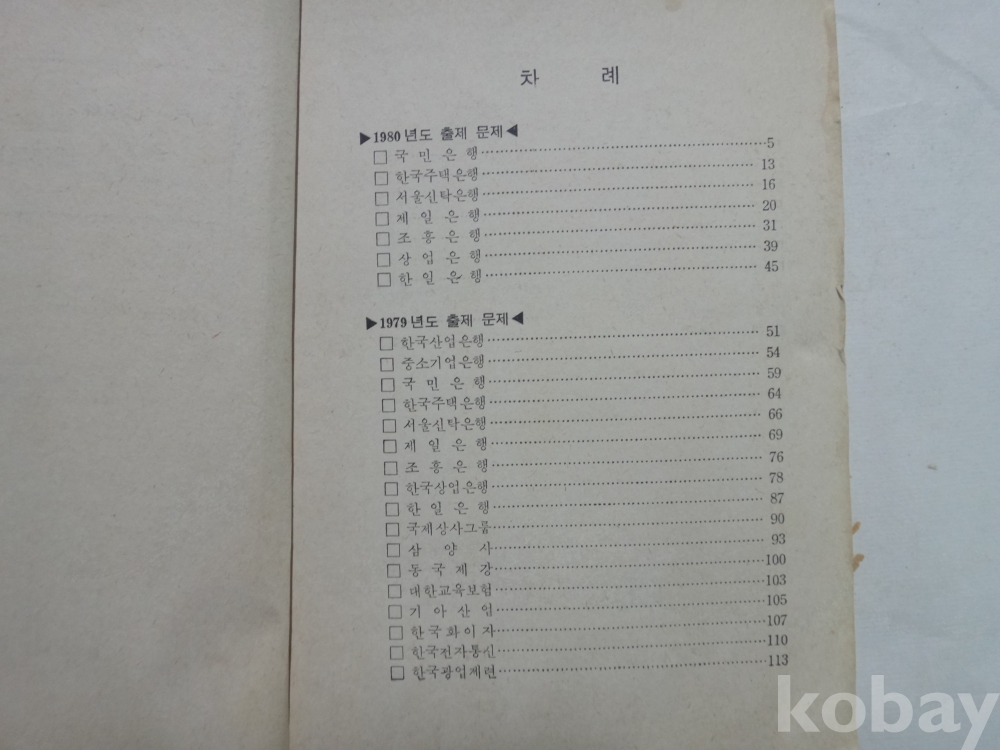 차 례
▶1980년도 출제 문제◀
□ 국 민 은 행 5
□ 한국주택은행 13
□ 서울신탁은행 16
□ 제 일 은 행 20
□ 조 흥 은 행 31
□ 상 업 은 행 39
□ 한 일 은 행 45
▶1979년도 출제 문제◀
□ 한국산업은행 51
□ 중소기업은행 54
□ 국 민 은 행 59
□ 한국주택은행 64
□ 서울신탁은행 66
□ 제 일 은 행 69
□ 조 흥 은 행 76
□ 한국상업은행 78
□ 한 일 은 행 87
□ 국제상사그룹 90
□ 삼 양 사 93
□ 동 국 제 강 100
□ 대한교육보험 103
□ 기 아 산 업 105
□ 한국화이자 107
□ 한국전자통신 110
□ 한국광업제련 113
kobay